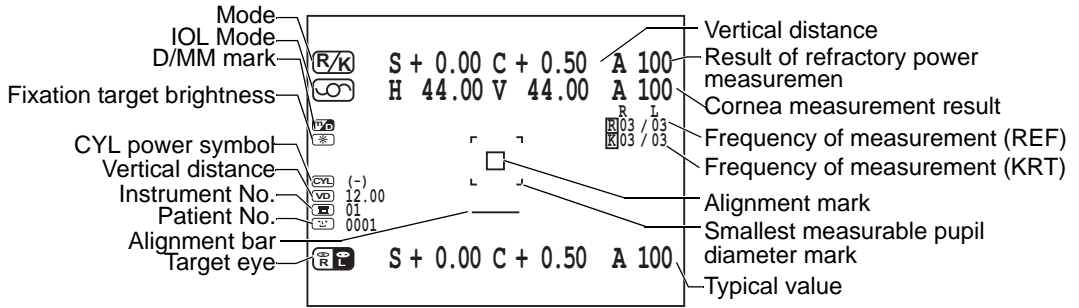 Mode
IOL Mode
D/MM mark
Fixation target brightness
CYL power symbol
Vertical distance
Instrument No.
Patient No.
Alignment bar
Target eye
R/K
S + 0.00 C + 0.50 A 100
H 44.00 V 44.00 A 100
R L
R 03 / 03
K 03 / 03
CYL (-)
VD 12.00
01
0001
R L S + 0.00 C + 0.50 A 100
Vertical distance
Result of refractory power
measuremen
Cornea measurement result
Frequency of measurement (REF)
Frequency of measurement (KRT)
Alignment mark
Smallest measurable pupil
diameter mark
Typical value